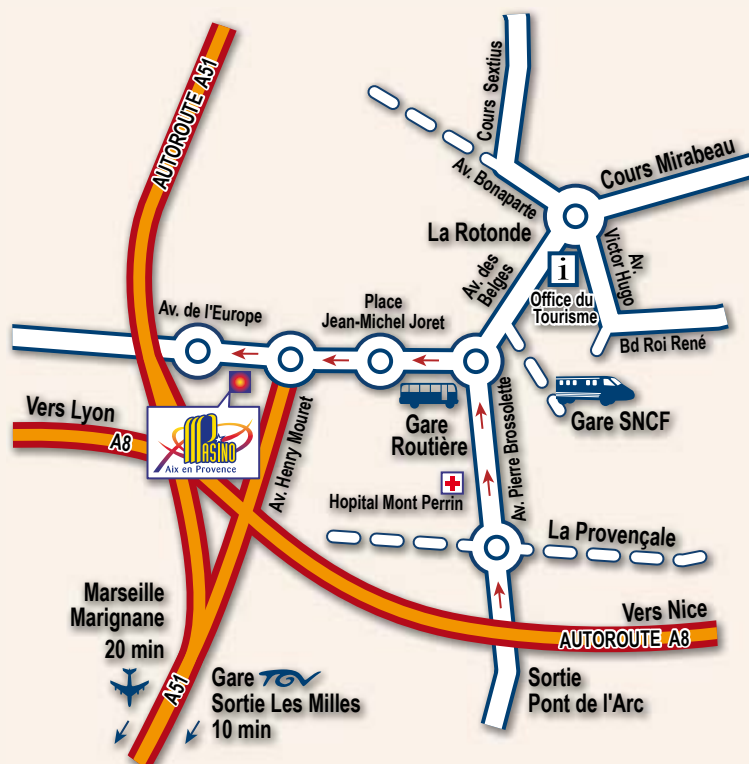 AUTOROUTE A51
Cours Sextius
Av. Bonaparte
Cours Mirabeau
La Rotonde
Av.
Victor Hugo
Av. des
Belges
i
Office du
Tourisme
Bd Roi René
Av. de l'Europe
Place
Jean-Michel Joret
Vers Lyon
A8
PASINO
Aix en Provence
Av. Henry Mouret
Gare
Routière
Gare SNCF
Av. Pierre Brossolette
Hopital Mont Perrin
La Provençale
Marseille
Marignane
20 min
Vers Nice
AUTOROUTE A8
A51
Gare TGV
Sortie Les Milles
10 min
Sortie
Pont de l'Arc